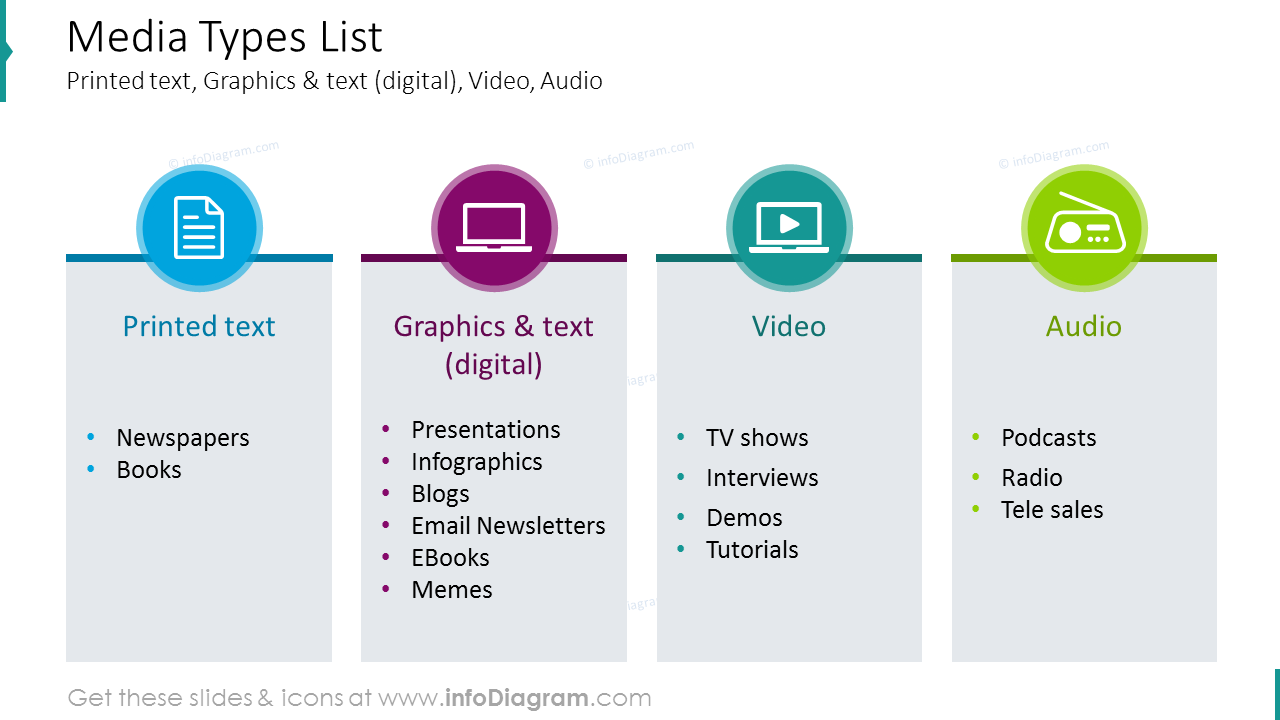 Media Types List
Printed text, Graphics & text (digital), Video, Audio
© infoDiagram.com
© infoDiagram.com
© infoDiagram.com
Printed text
Newspapers
Books
Graphics & text
(digital)
Presentations
Infographics
Blogs
Email Newsletters
EBooks
Memes
Video
TV shows
Interviews
Demos
Tutorials
Audio
Podcasts
Radio
Tele sales
Get these slides & icons at www.infoDiagram.com